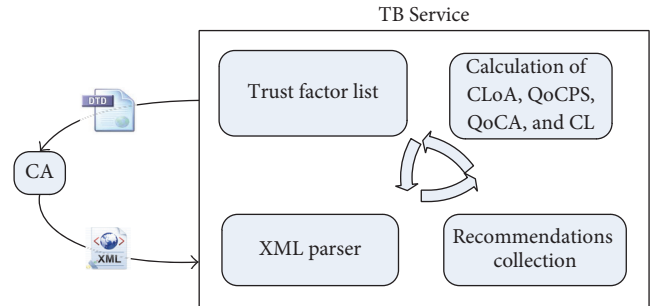 TB Service
Trust factor list
Calculation of
CLoA, QoCPS,
QoCA, and CL
DTD
CA
XML
XML parser
Recommendations
collection